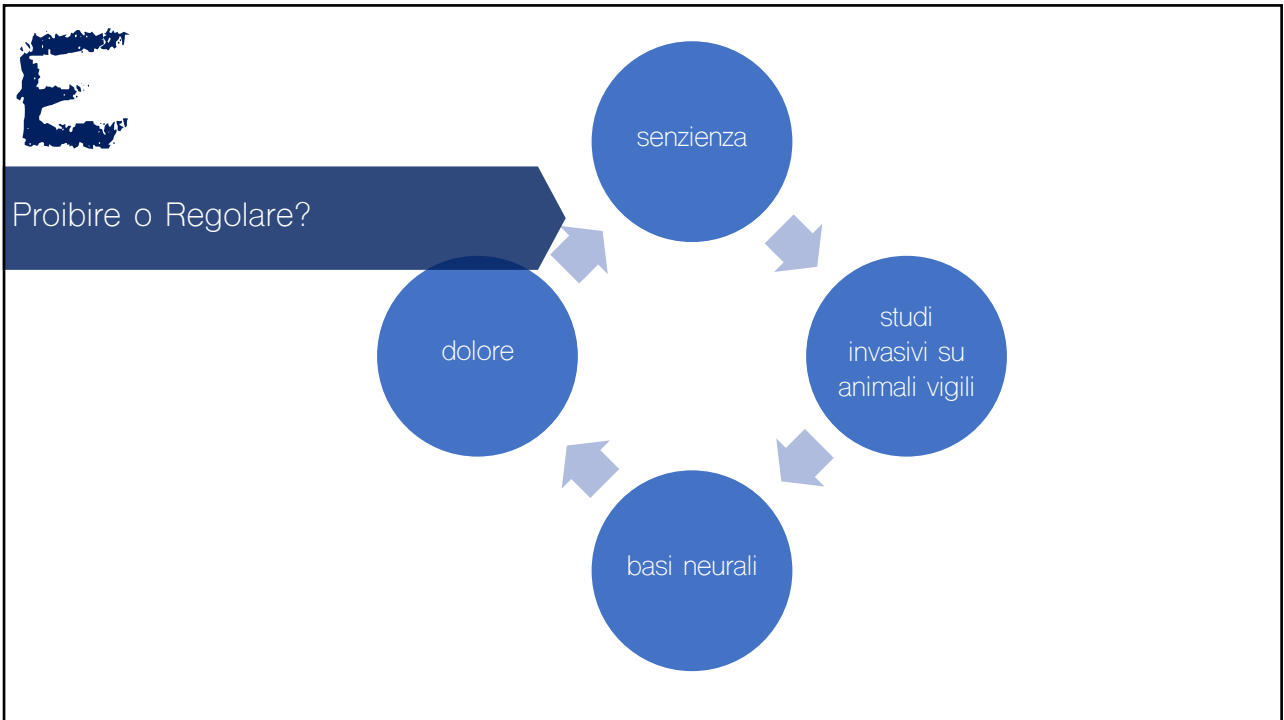 E
Proibire o Regolare?
senzienza
studi
invasivi su
animali vigili
basi neurali
dolore